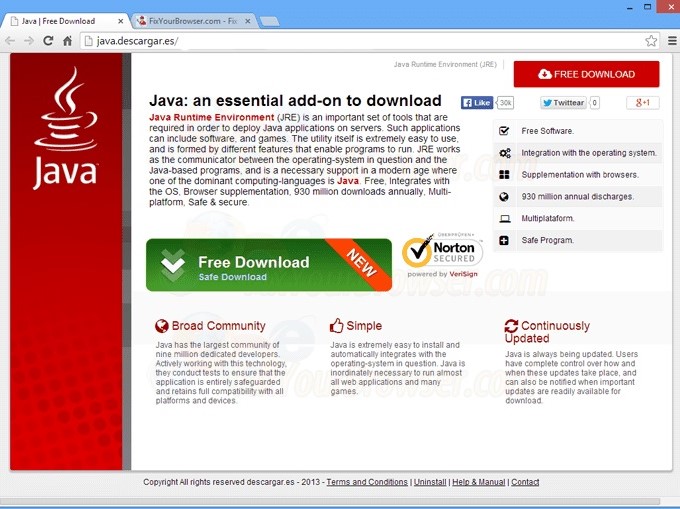 Java | Free Download
FixYourBrowser.com - Fix
java.descargar.es/
Java Runtime Environment (JRE)
FREE DOWNLOAD
Java
Java: an essential add-on to download
Like 30k
Twittear 0
g+1
Java Runtime Environment (JRE) is an important set of tools that are
required in order to deploy Java applications on servers. Such applications
can include software. and games. The utility itself is extremely easy to use,
and is formed by different features that enable programs to run. JRE works
as the communicator between the operating-system in question and the
Java-based programs, and is a necessary support in a modern age where
one of the dominant computing-languages is Java. Free, Integrates with
the OS, Browser supplementation, 930 million downloads annually, Multi-
platform, Safe & secure.
Free Software.
Integration with the operating system.
Supplementation with browsers.
930 million annual discharges.
Multiplataform.
Safe Program.
Free Download
Safe Download
NEW
ÜBERPRÜFEN
Norton
SECURED
powered by VeriSign
Broad Community
Java has the largest community of
nine million dedicated developers.
Actively working with this technology,
they conduct tests to ensure that the
application is entirely safeguarded
and retains full compatibility with all
platforms and devices.
Simple
Java is extremely easy to install and
automatically integrates with the
operating-system in question. Java is
inordinately necessary to run almost
all web applications and many
games.
Continuously
Updated
Java is always being updated. Users
have complete control over how and
when these updates take place, and
can also be notified when important
updates are readily available for
download.
Copyright All rights reserved descargar.es - 2013 - Terms and Conditions | Uninstall | Help & Manual | Contact